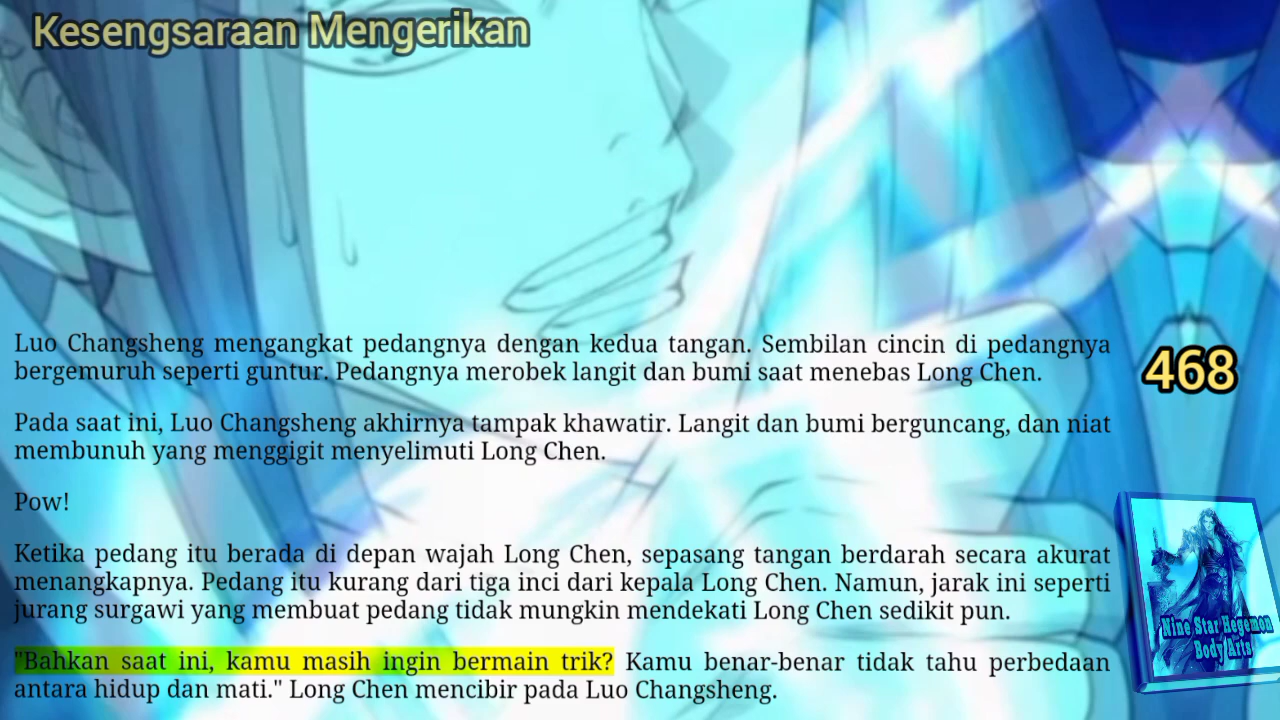 Kesengsaraan Mengerikan
Luo Changsheng mengangkat pedangnya dengan kedua tangan. Sembilan cincin di pedangnya
bergemuruh seperti guntur. Pedangnya merobek langit dan bumi saat menebas Long Chen.
468
Pada saat ini, Luo Changsheng akhirnya tampak khawatir. Langit dan bumi berguncang, dan niat
membunuh yang menggigit menyelimuti Long Chen.
Pow!
Ketika pedang itu berada di depan wajah Long Chen, sepasang tangan berdarah secara akurat
menangkapnya. Pedang itu kurang dari tiga inci dari kepala Long Chen. Namun, jarak ini seperti
jurang surgawi yang membuat pedang tidak mungkin mendekati Long Chen sedikit pun.
"Bahkan saat ini, kamu masih ingin bermain trik? Kamu benar-benar tidak tahu perbedaan
antara hidup dan mati." Long Chen mencibir pada Luo Changsheng.
Nine Star Hegemon
Body Arts